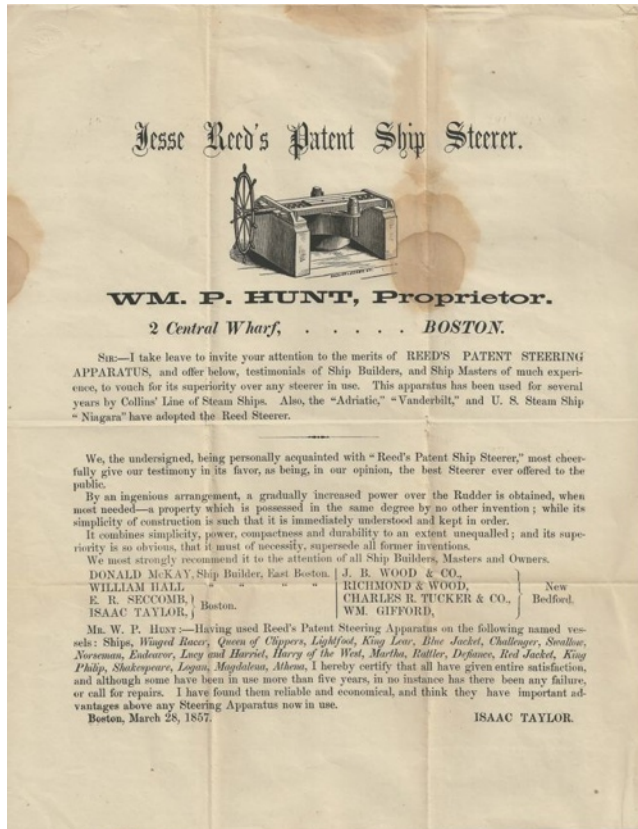 Jesse Reed's Patent Ship Steerer.
WM. P. HUNT, Proprietor.
2 Central Wharf, . . . . . BOSTON.
SIR:—I take leave to invite your attention to the merits of REED'S PATENT STEERING
APPARATUS, and offer below, testimonials of Ship Builders, and Ship Masters of much experi-
ence, to vouch for its superiority over any steerer in use. This apparatus has been used for several
years by Collins' Line of Steam Ships. Also, the "Adriatic," "Vanderbilt," and U. S. Steam Ship
"Niagara" have adopted the Reed Steerer.
We, the undersigned, being personally acquainted with "Reed's Patent Ship Steerer," most cheer-
fully give our testimony in its favor, as being, in our opinion, the best Steerer ever offered to the
public.
By an ingenious arrangement, a gradually increased power over the Rudder is obtained, when
most needed—a property which is possessed in the same degree by no other invention; while its
simplicity of construction is such that it is immediately understood and kept in order.
It combines simplicity, power, compactness and durability to an extent unequalled; and its supe-
riority is so obvious, that it must of necessity, supersede all former inventions.
We most strongly recommend it to the attention of all Ship Builders, Masters and Owners.
DONALD McKAY, Ship Builder, East Boston.
WILLIAM HALL " " " "
E. R. SECCOMB,
ISAAC TAYLOR, } Boston.
J. B. WOOD & CO.,
RICHMOND & WOOD,
CHARLES R. TUCKER & CO.,
WM. GIFFORD, } New Bedford.
MR. W. P. HUNT:—Having used Reed's Patent Steering Apparatus on the following named ves-
sels: Ships, Winged Racer, Queen of Clippers, Lightfoot, King Lear, Blue Jacket, Challenger, Swallow,
Norseman, Endeavor, Lucy and Harriet, Harry of the West, Martha, Rattler, Defiance, Red Jacket, King
Philip, Shakespeare, Logan, Magdalena, Athena, I hereby certify that all have given entire satisfaction,
and although some have been in use more than five years, in no instance has there been any failure,
or call for repairs. I have found them reliable and economical, and think they have important ad-
vantages above any Steering Apparatus now in use.
Boston, March 28, 1857. ISAAC TAYLOR.